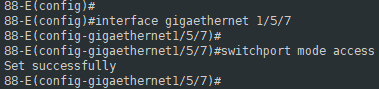 88-E(config)#
88-E(config)#interface gigaethernet 1/5/7
88-E(config-gigaethernet1/5/7)#
88-E(config-gigaethernet1/5/7)#switchport mode access
Set successfully
88-E(config-gigaethernet1/5/7)#